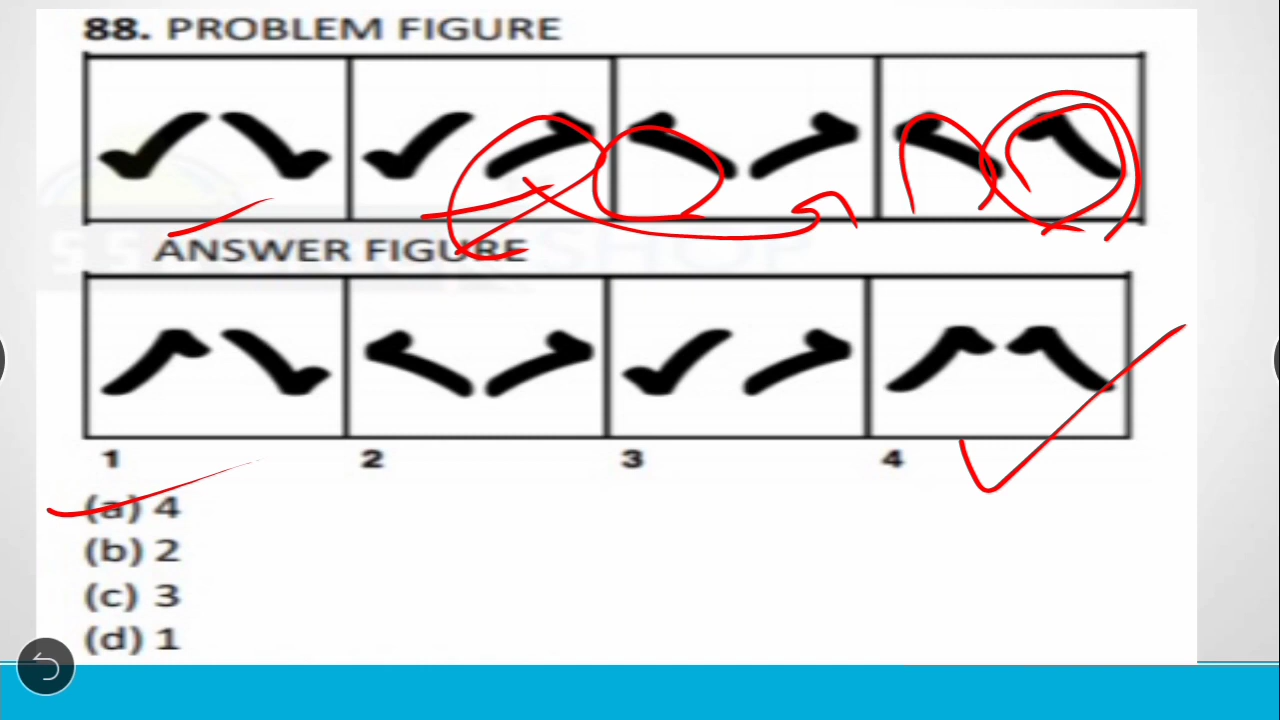 88. PROBLEM FIGURE
ANSWER FIGURE
1 2 3 4
(a) 4
(b) 2
(c) 3
(d) 1